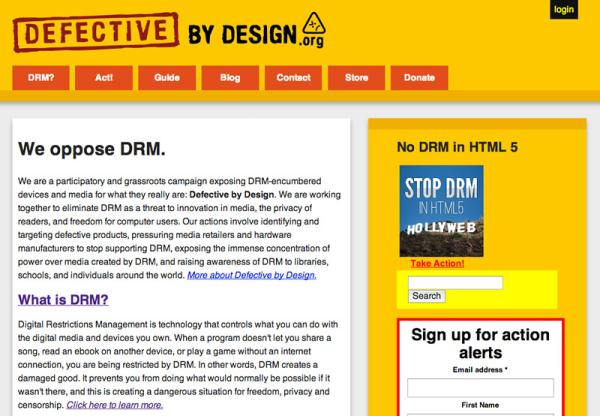 login
DEFECTIVE BY DESIGN.org
DRM? Act! Guide Blog Contact Store Donate
We oppose DRM.
We are a participatory and grassroots campaign exposing DRM-encumbered
devices and media for what they really are: Defective by Design. We are working
together to eliminate DRM as a threat to innovation in media, the privacy of
readers, and freedom for computer users. Our actions involve identifying and
targeting defective products, pressuring media retailers and hardware
manufacturers to stop supporting DRM, exposing the immense concentration of
power over media created by DRM, and raising awareness of DRM to libraries,
schools, and individuals around the world. More about Defective by Design.
What is DRM?
Digital Restrictions Management is technology that controls what you can do with
the digital media and devices you own. When a program doesn't let you share a
song, read an ebook on another device, or play a game without an internet
connection, you are being restricted by DRM. In other words, DRM creates a
damaged good. It prevents you from doing what would normally be possible if it
wasn't there, and this is creating a dangerous situation for freedom, privacy and
censorship. Click here to learn more.
No DRM in HTML 5
STOP DRM
IN HTML5
HOLLYWEB
Take Action!
Search
Sign up for action
alerts
Email address *
First Name